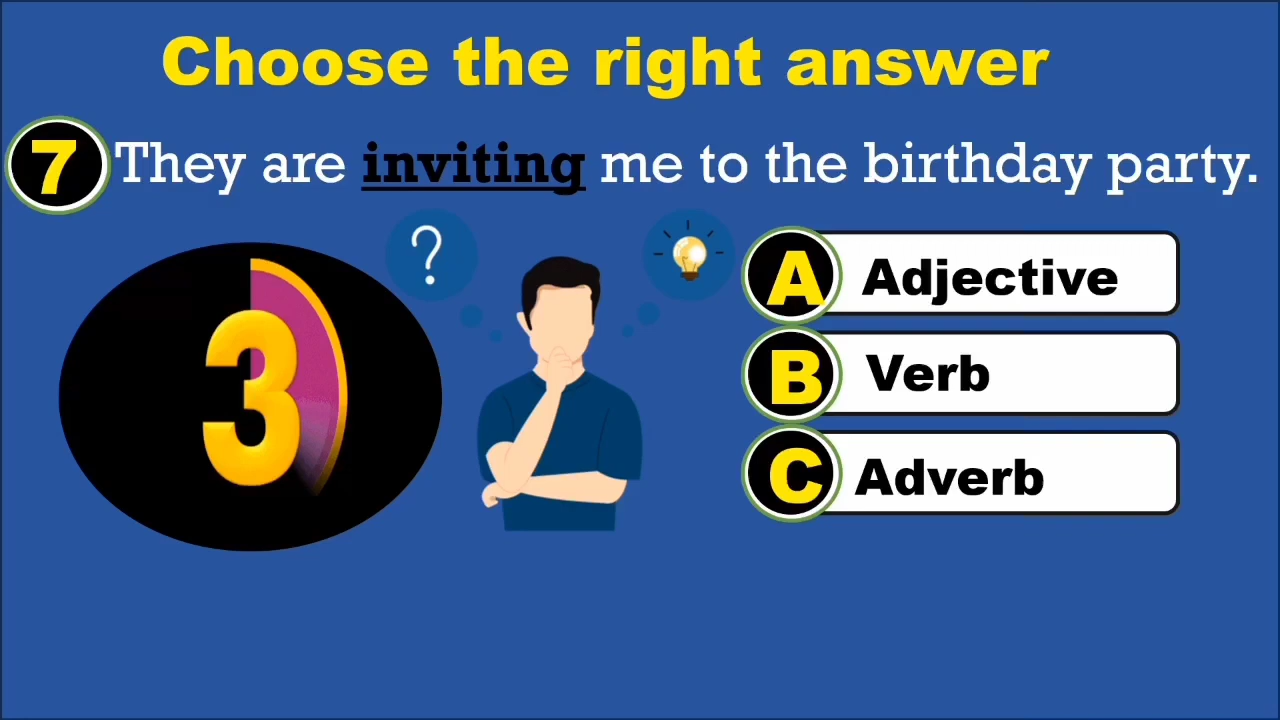 Choose the right answer
7 They are inviting me to the birthday party.
?
A Adjective
3
B Verb
C Adverb